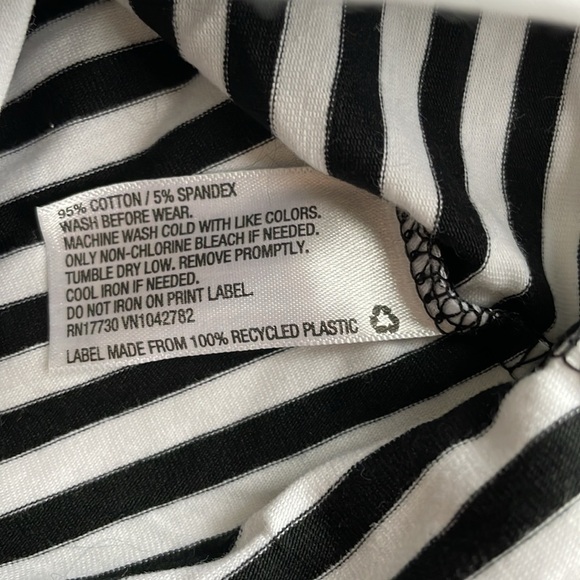 95% COTTON / 5% SPANDEX
WASH BEFORE WEAR.
MACHINE WASH COLD WITH LIKE COLORS.
ONLY NON-CHLORINE BLEACH IF NEEDED.
TUMBLE DRY LOW. REMOVE PROMPTLY.
COOL IRON IF NEEDED.
DO NOT IRON ON PRINT LABEL.
RN17730 VN1042782
LABEL MADE FROM 100% RECYCLED PLASTIC